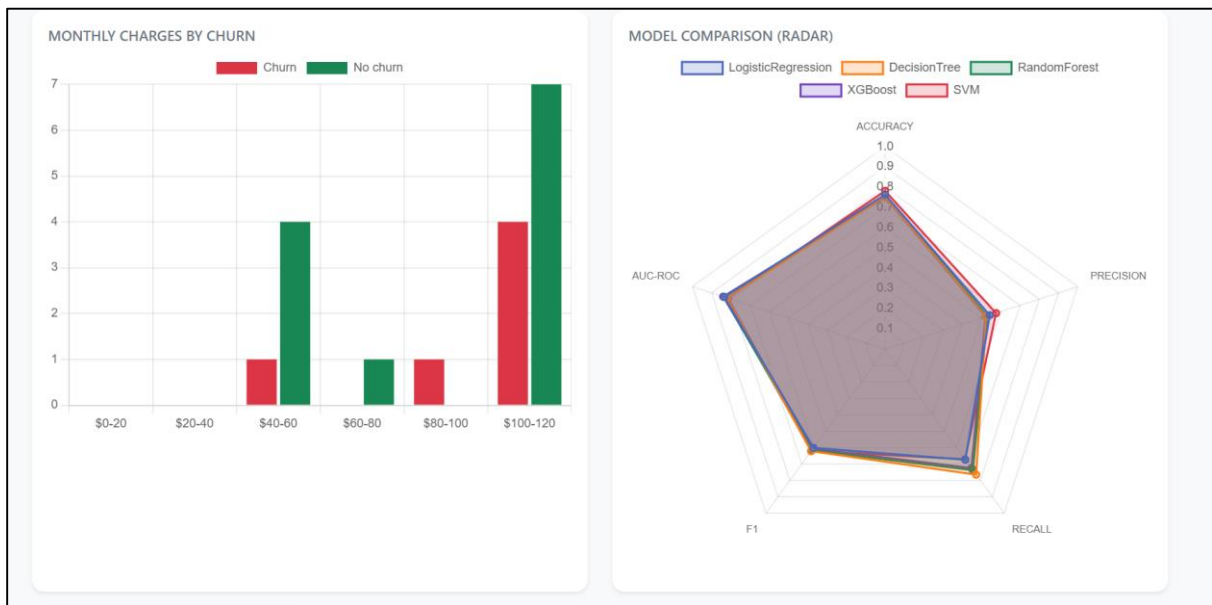 MONTHLY CHARGES BY CHURN
Churn No churn
7
6
5
4
3
2
1
0
$0-20 $20-40 $40-60 $60-80 $80-100 $100-120
MODEL COMPARISON (RADAR)
LogisticRegression DecisionTree RandomForest
XGBoost SVM
ACCURACY
1.0
0.9
0.8
0.7
0.6
0.5
0.4
0.3
0.2
0.1
AUC-ROC PRECISION
F1 RECALL